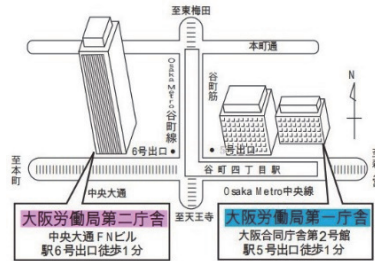 至東梅田
本町通
Osaka Metro谷町線
谷町筋
N
6号出口
号出口
至本町
谷町四丁目駅
中央大通
Osaka Metro中央線
至天王寺
大阪労働局第二庁舎
中央大通FNビル
駅6号出口徒歩1分
大阪労働局第一庁舎
大阪合同庁舎第2号館
駅5号出口徒歩1分